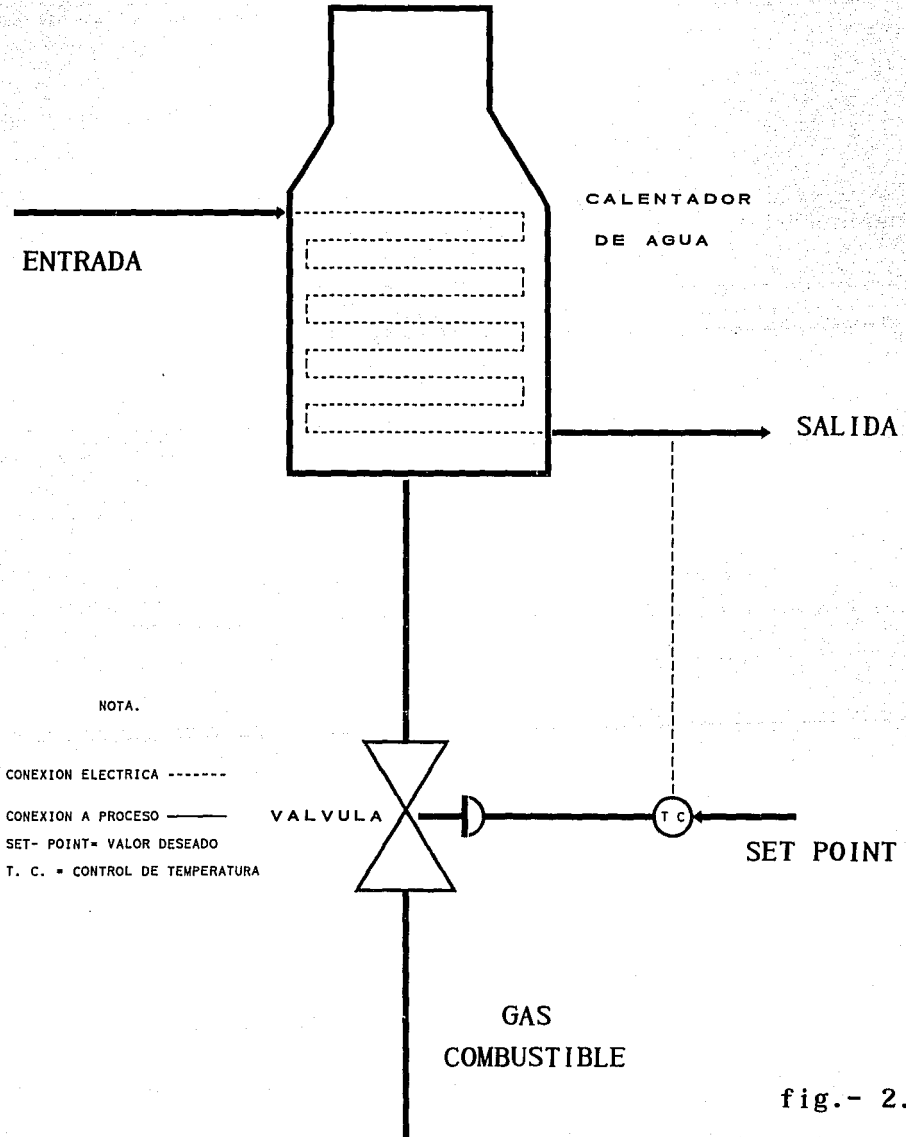 CALENTADOR
DE AGUA
ENTRADA
SALIDA
NOTA.
CONEXION ELECTRICA -------
CONEXION A PROCESO ———
SET- POINT= VALOR DESEADO
T. C. = CONTROL DE TEMPERATURA
VALVULA
T C
SET POINT
GAS
COMBUSTIBLE
fig.- 2.